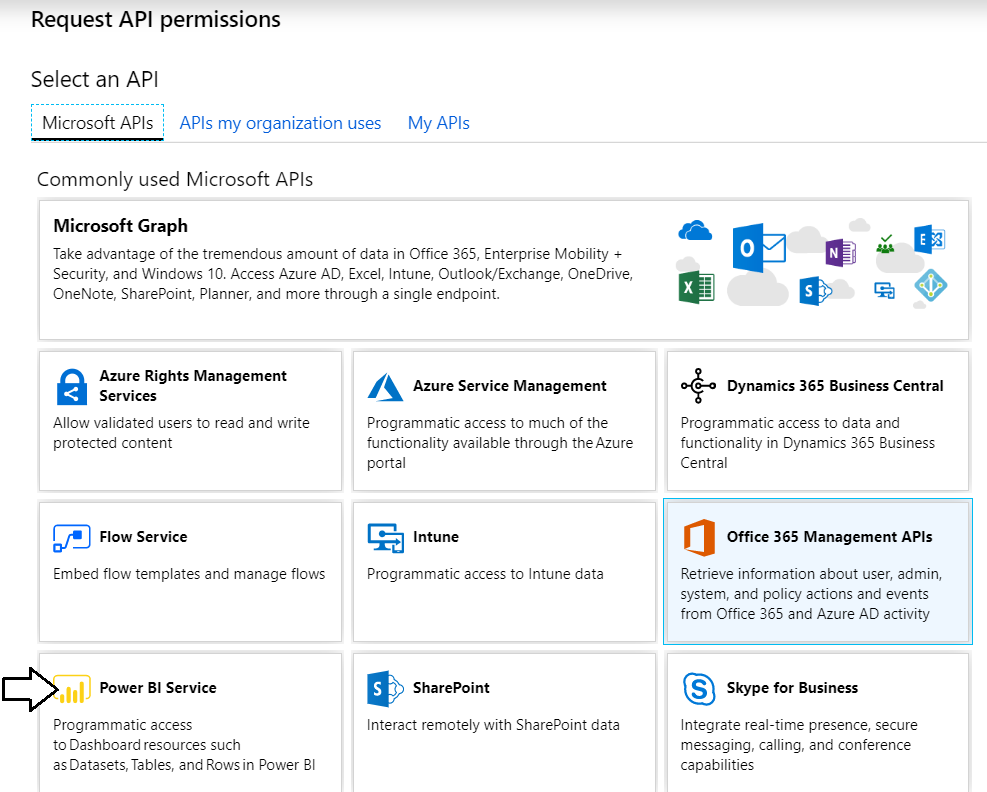 Request API permissions
Select an API
Microsoft APIs
APIs my organization uses
My APIs
Commonly used Microsoft APIs
Microsoft Graph
Take advantage of the tremendous amount of data in Office 365, Enterprise Mobility +
Security, and Windows 10. Access Azure AD, Excel, Intune, Outlook/Exchange, OneDrive,
OneNote, SharePoint, Planner, and more through a single endpoint.
Azure Rights Management
Services
Allow validated users to read and write
protected content
Azure Service Management
Programmatic access to much of the
functionality available through the Azure
portal
Dynamics 365 Business Central
Programmatic access to data and
functionality in Dynamics 365 Business
Central
Flow Service
Embed flow templates and manage flows
Intune
Programmatic access to Intune data
Office 365 Management APIs
Retrieve information about user, admin,
system, and policy actions and events
from Office 365 and Azure AD activity
Power BI Service
Programmatic access
to Dashboard resources such
as Datasets, Tables, and Rows in Power BI
SharePoint
Interact remotely with SharePoint data
Skype for Business
Integrate real-time presence, secure
messaging, calling, and conference
capabilities